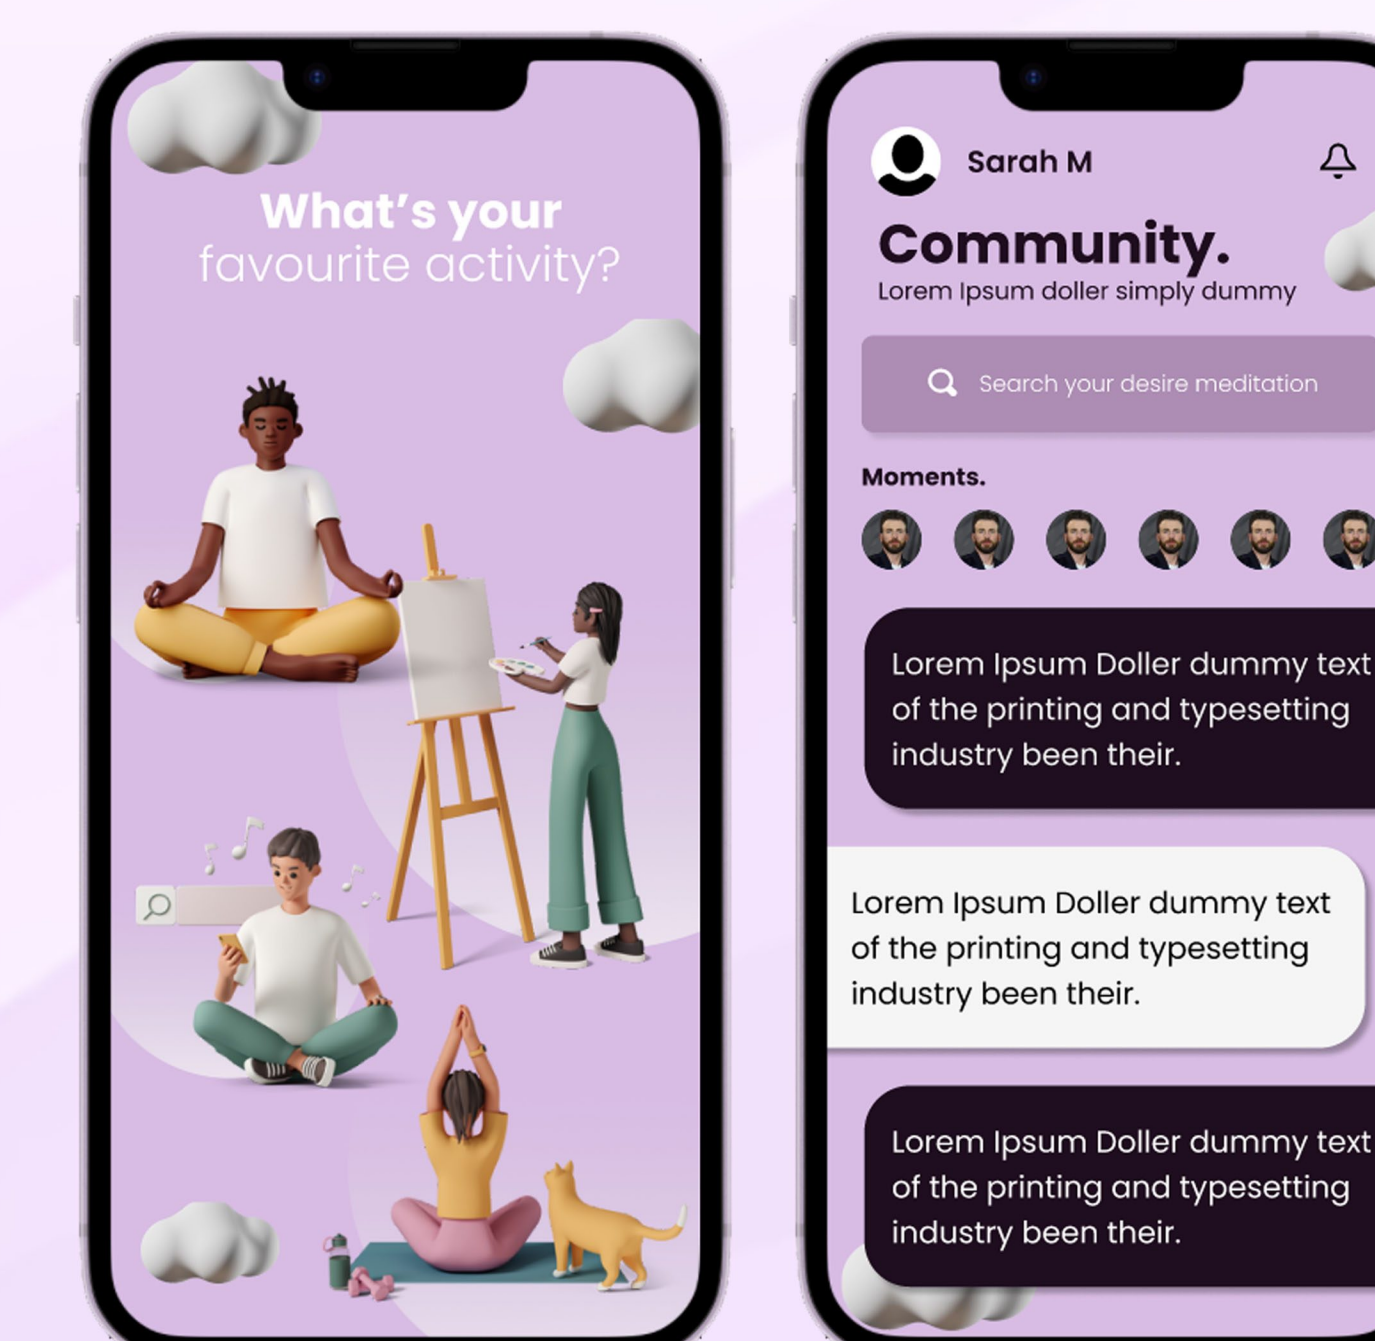 What's your
favourite activity?
Sarah M
Community.
Lorem Ipsum doller simply dummy
Search your desire meditation
Moments.
Lorem Ipsum Doller dummy text
of the printing and typesetting
industry been their.
Lorem Ipsum Doller dummy text
of the printing and typesetting
industry been their.
Lorem Ipsum Doller dummy text
of the printing and typesetting
industry been their.